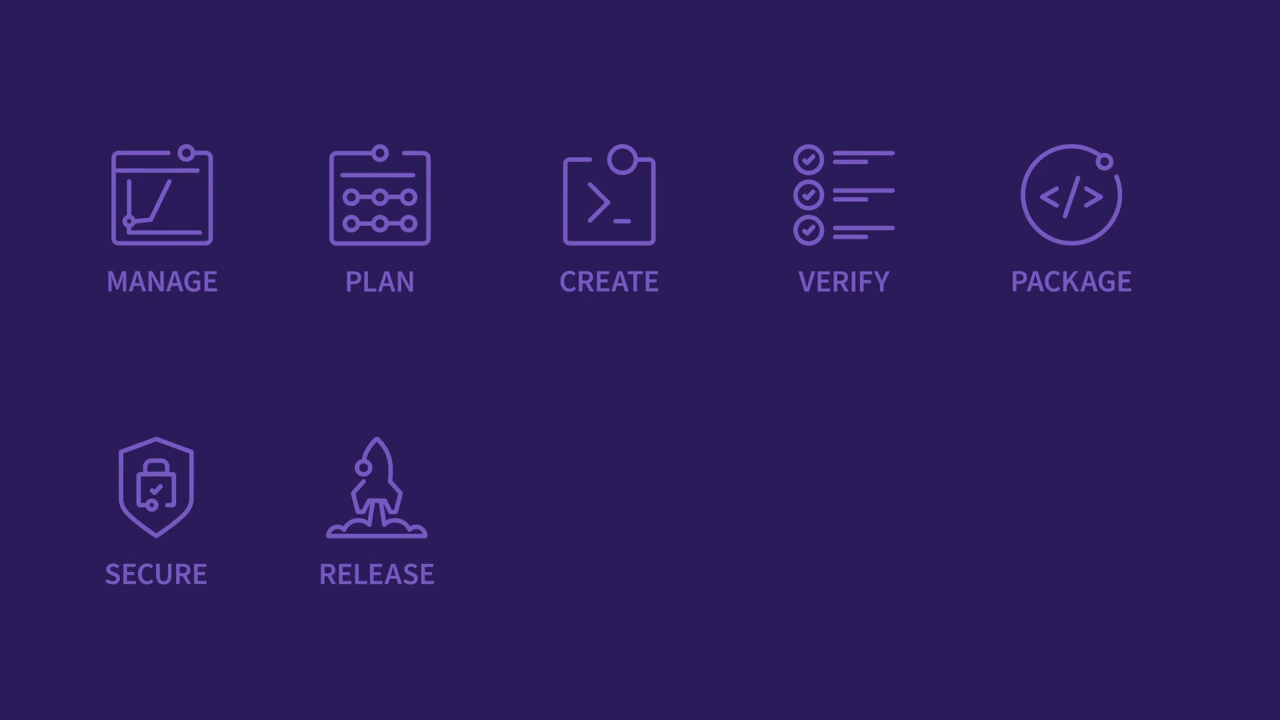 MANAGE
PLAN
CREATE
VERIFY
PACKAGE
SECURE
RELEASE